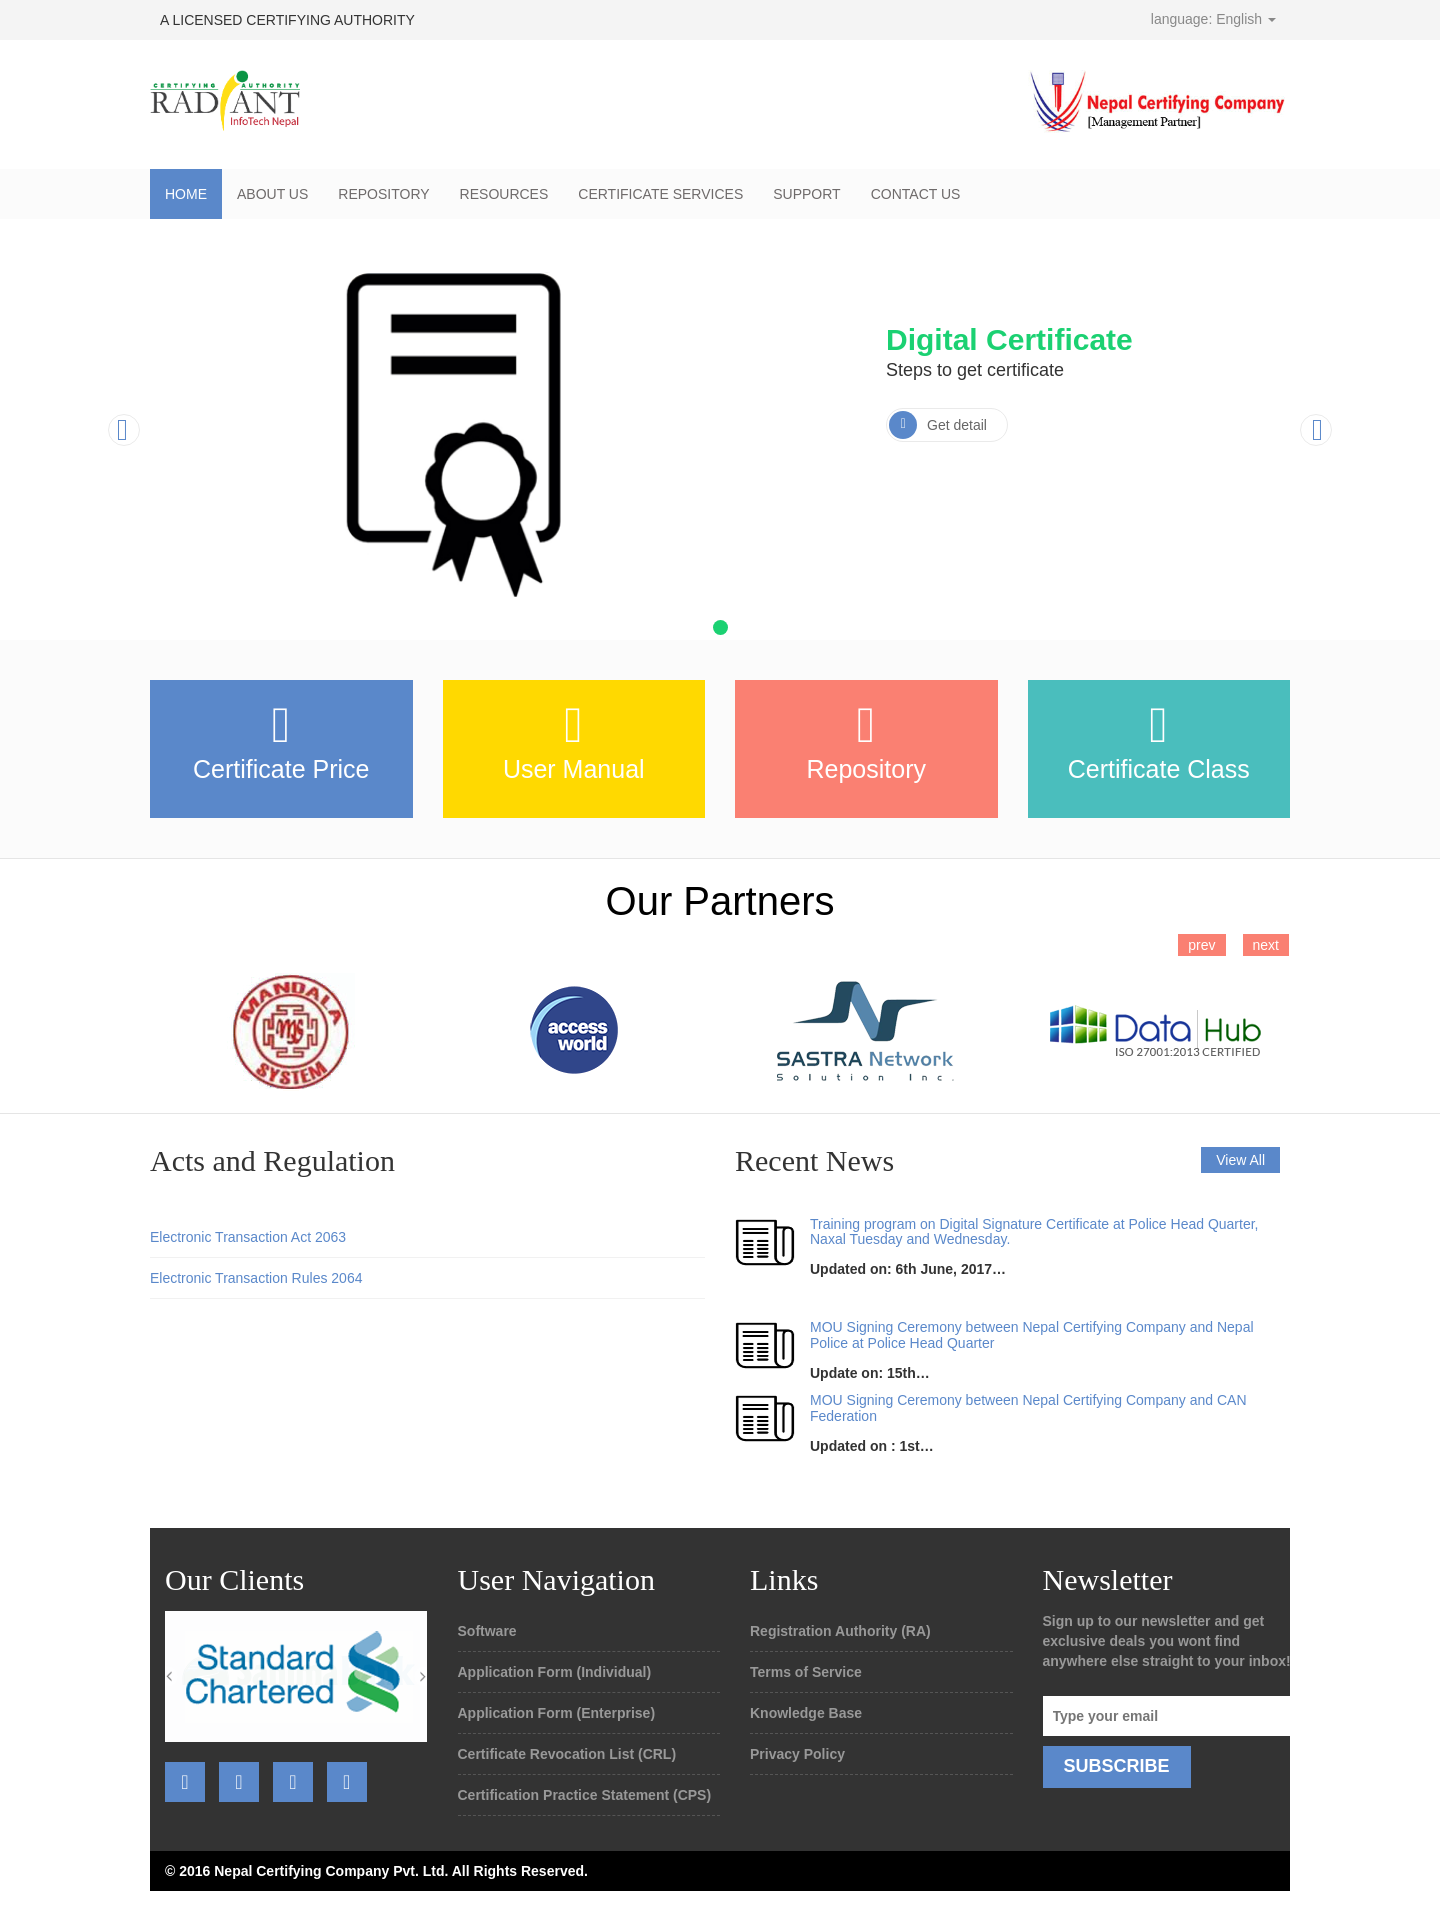 A LICENSED CERTIFYING AUTHORITY
language: English
CERTIFYING AUTHORITY
RADIANT
InfoTech Nepal
Nepal Certifying Company
[Management Partner]
HOME ABOUT US REPOSITORY RESOURCES CERTIFICATE SERVICES SUPPORT CONTACT US
Digital Certificate
Steps to get certificate
Get detail
Certificate Price
User Manual
Repository
Certificate Class
Our Partners
prev next
MANDALA
SYSTEM
access
world
SASTRA Network
Solution Inc.
Data Hub
ISO 27001:2013 CERTIFIED
Acts and Regulation
Electronic Transaction Act 2063
Electronic Transaction Rules 2064
Recent News
View All
Training program on Digital Signature Certificate at Police Head Quarter,
Naxal Tuesday and Wednesday.
Updated on: 6th June, 2017…
MOU Signing Ceremony between Nepal Certifying Company and Nepal
Police at Police Head Quarter
Update on: 15th…
MOU Signing Ceremony between Nepal Certifying Company and CAN
Federation
Updated on : 1st…
Our Clients
Standard
Chartered
User Navigation
Software
Application Form (Individual)
Application Form (Enterprise)
Certificate Revocation List (CRL)
Certification Practice Statement (CPS)
Links
Registration Authority (RA)
Terms of Service
Knowledge Base
Privacy Policy
Newsletter
Sign up to our newsletter and get
exclusive deals you wont find
anywhere else straight to your inbox!
Type your email
SUBSCRIBE
© 2016 Nepal Certifying Company Pvt. Ltd. All Rights Reserved.